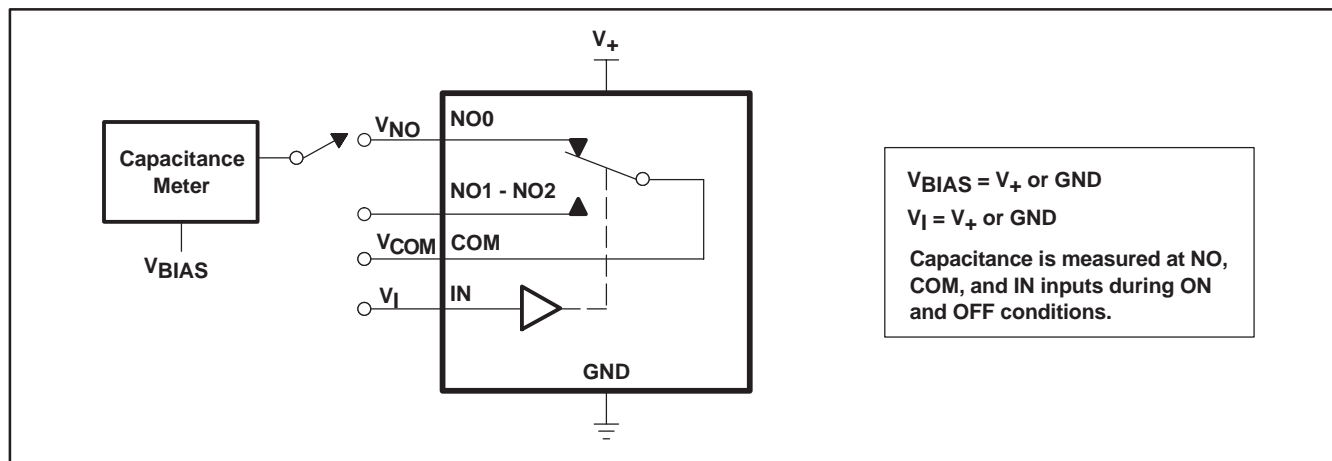 V+
VNO
NO0
Capacitance
Meter
NO1 - NO2
VCOM
COM
VBIAS
VI
IN
GND
VBIAS = V+ or GND
VI = V+ or GND
Capacitance is measured at NO,
COM, and IN inputs during ON
and OFF conditions.